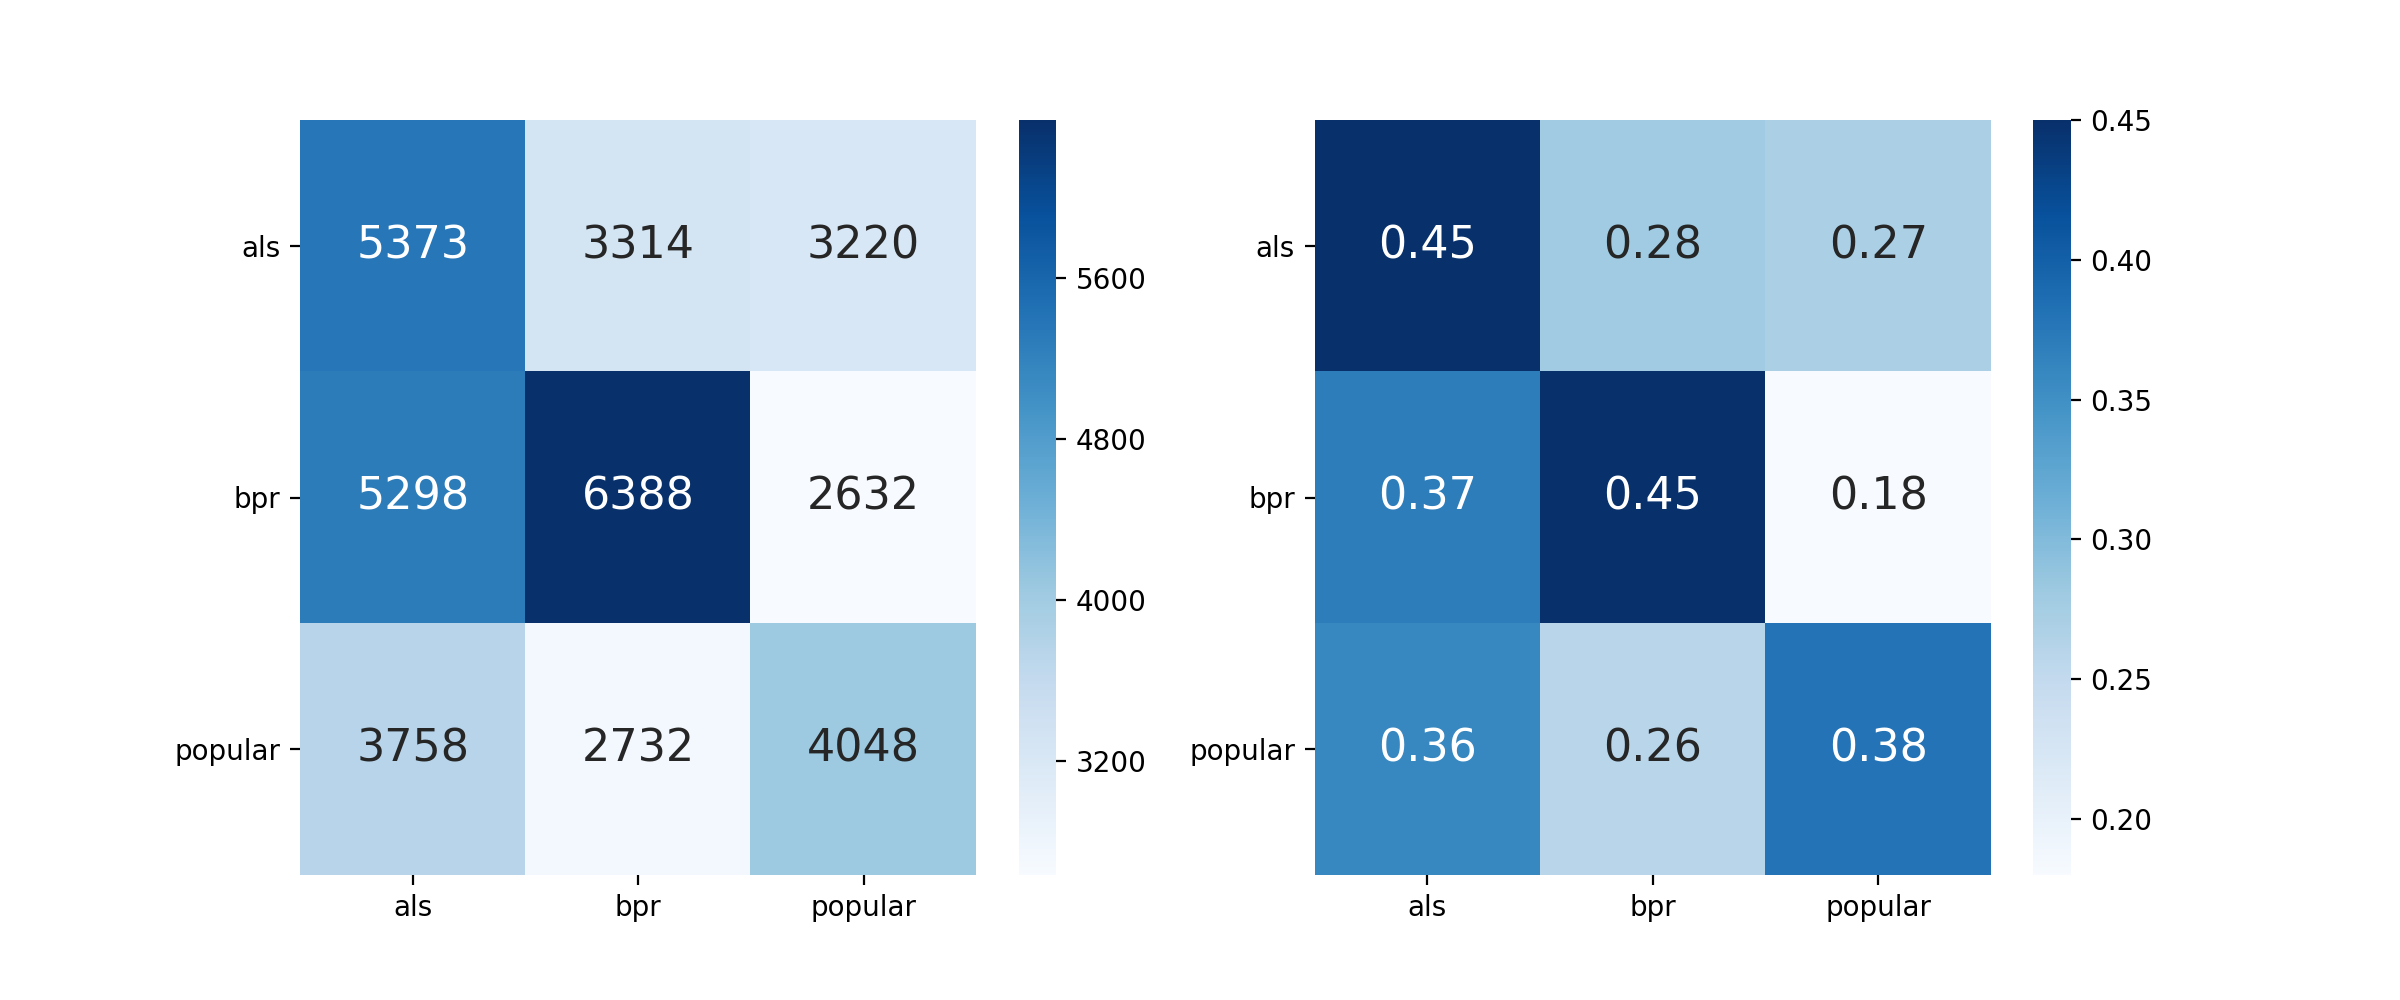 als 5373 3314 3220
bpr 5298 6388 2632
popular 3758 2732 4048
als bpr popular
5600
4800
4000
3200
als 0.45 0.28 0.27
bpr 0.37 0.45 0.18
popular 0.36 0.26 0.38
als bpr popular
0.45
0.40
0.35
0.30
0.25
0.20